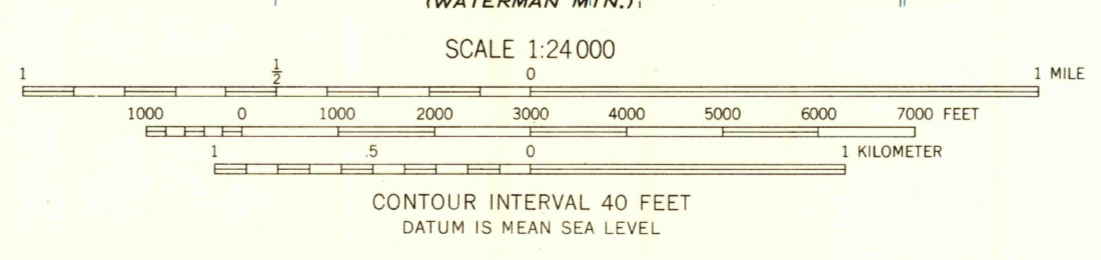 (WATERMAN MTN.)
SCALE 1:24 000
1 1/2 0 1 MILE
1000 0 1000 2000 3000 4000 5000 6000 7000 FEET
1 .5 0 1 KILOMETER
CONTOUR INTERVAL 40 FEET
DATUM IS MEAN SEA LEVEL